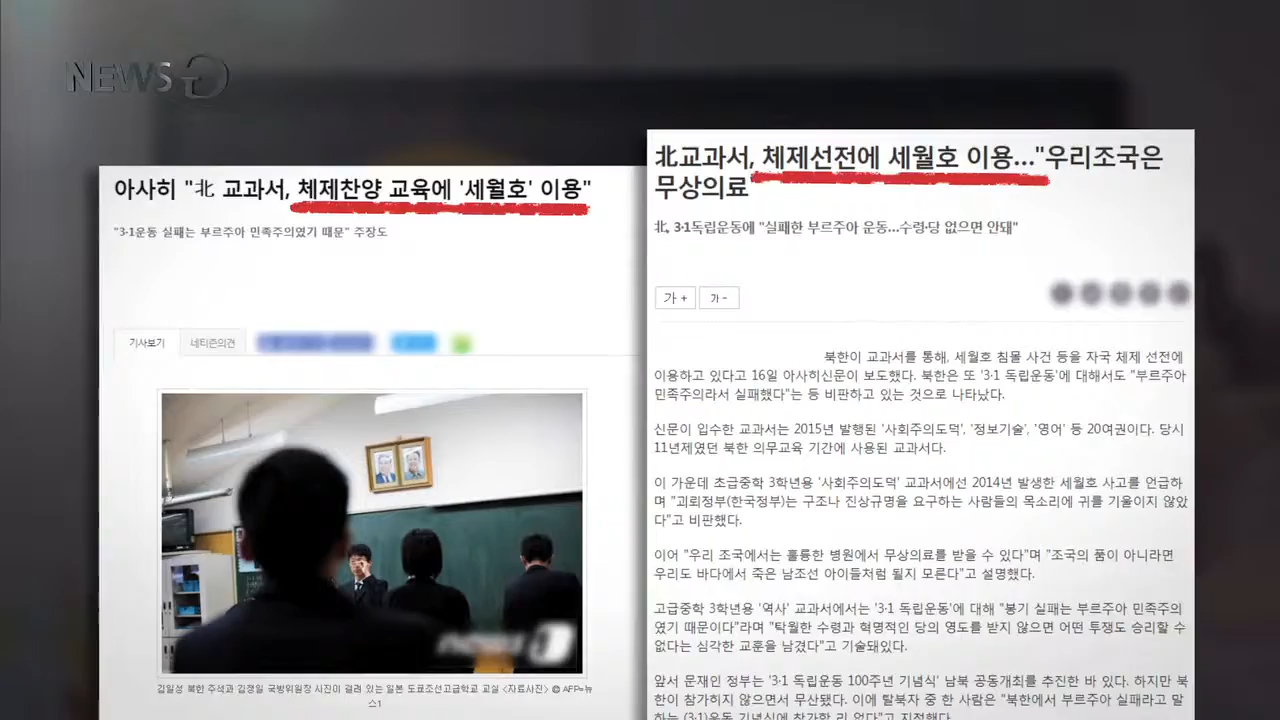 NEWS G
아사히 "北 교과서, 체제찬양 교육에 '세월호' 이용"
"3·1운동 실패는 부르주아 민족주의였기 때문" 주장도
기사보기
네티즌의견
news1
김일성 북한 주석과 김정일 국방위원장 사진이 걸려 있는 일본 도쿄조선고급학교 교실 <자료사진> © AFP=뉴
스1
北교과서, 체제선전에 세월호 이용..."우리조국은
무상의료
北, 3·1독립운동에 "실패한 부르주아 운동...수령·당 없으면 안돼"
가 +
가 -
북한이 교과서를 통해, 세월호 침몰 사건 등을 자국 체제 선전에
이용하고 있다고 16일 아사히신문이 보도했다. 북한은 또 '3·1 독립운동'에 대해서도 "부르주아
민족주의라서 실패했다"는 등 비판하고 있는 것으로 나타났다.
신문이 입수한 교과서는 2015년 발행된 '사회주의도덕', '정보기술', '영어' 등 20여권이다. 당시
11년제였던 북한 의무교육 기간에 사용된 교과서다.
이 가운데 초급중학 3학년용 '사회주의도덕' 교과서에선 2014년 발생한 세월호 사고를 언급하
며 "괴뢰정부(한국정부)는 구조나 진상규명을 요구하는 사람들의 목소리에 귀를 기울이지 않았
다"고 비판했다.
이어 "우리 조국에서는 훌륭한 병원에서 무상의료를 받을 수 있다"며 "조국의 품이 아니라면
우리도 바다에서 죽은 남조선 아이들처럼 될지 모른다"고 설명했다.
고급중학 3학년용 '역사' 교과서에서는 '3·1 독립운동'에 대해 "봉기 실패는 부르주아 민족주의
였기 때문이다"라며 "탁월한 수령과 혁명적인 당의 영도를 받지 않으면 어떤 투쟁도 승리할 수
없다는 심각한 교훈을 남겼다"고 기술돼있다.
앞서 문재인 정부는 '3·1 독립운동 100주년 기념식' 남북 공동개최를 추진한 바 있다. 하지만 북
한이 참가하지 않으면서 무산됐다. 이에 탈북자 중 한 사람은 "북한에서 부르주아 실패라고 말
하는 (3·1)운동 기념식에 참가할 리 없다"고 지적했다.